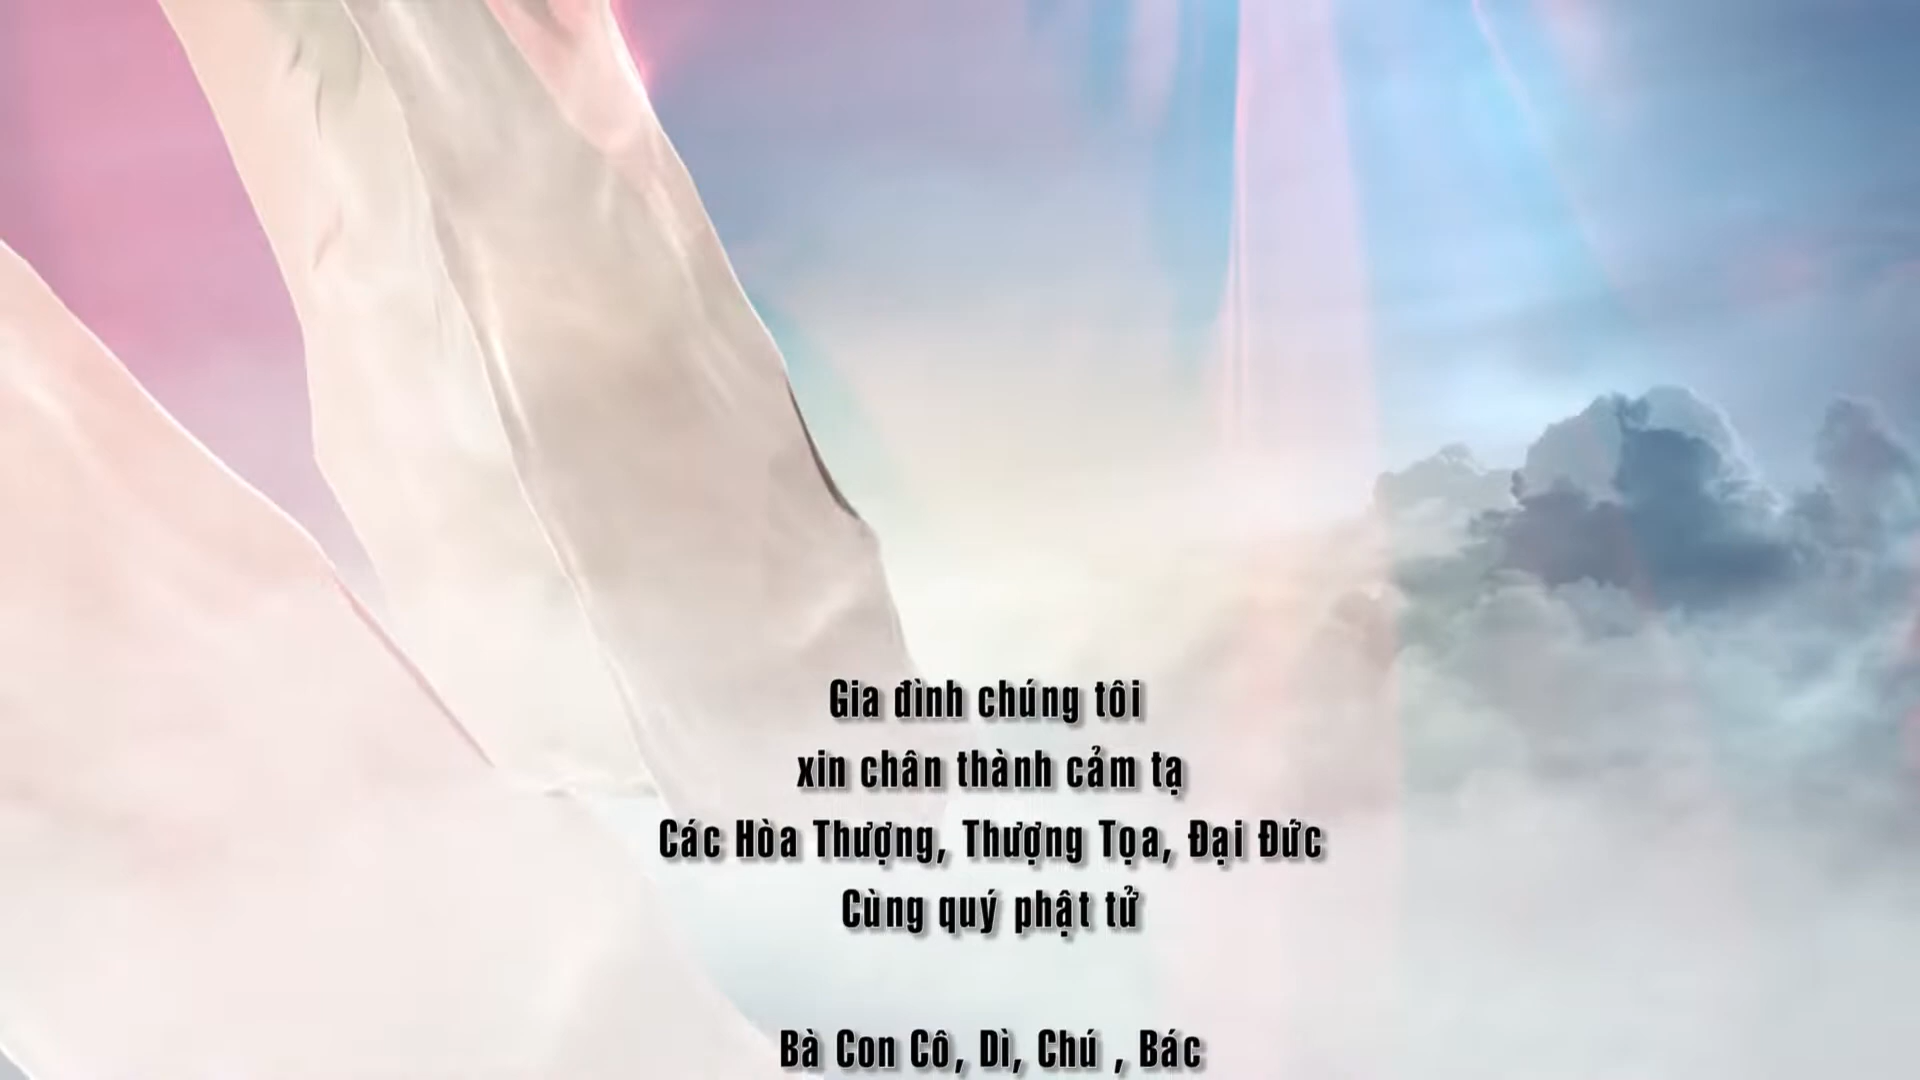 Gia đình chúng tôi
xin chân thành cảm tạ
Các Hòa Thượng, Thượng Tọa, Đại Đức
Cùng quý phật tử
Bà Con Cô, Dì, Chú , Bác